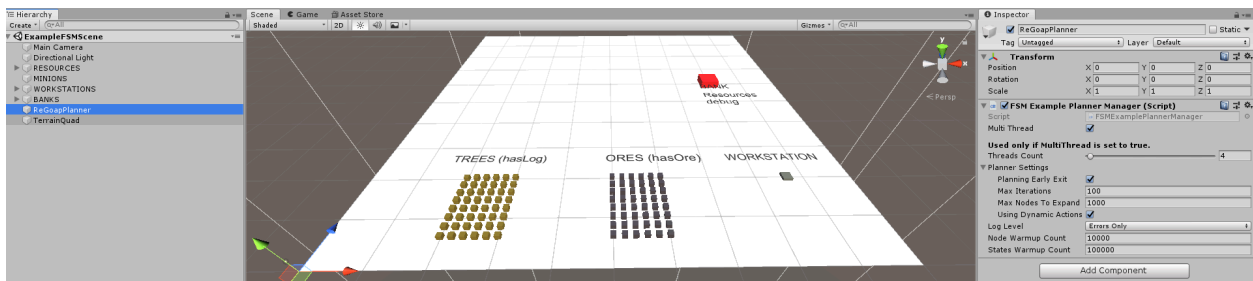 Hierarchy
Create
All
ExampleFSMScene
Main Camera
Directional Light
RESOURCES
MINIONS
WORKSTATIONS
BANKS
ReGoapPlanner
TerrainQuad
Scene Game Asset Store
Shaded 2D Gizmos All
y
x
Persp
BANK
Resources
debug
TREES (hasLog) ORES (hasOre) WORKSTATION
Inspector
ReGoapPlanner Static
Tag Untagged Layer Default
Transform
Position X 0 Y 0 Z 0
Rotation X 0 Y 0 Z 0
Scale X 1 Y 1 Z 1
FSM Example Planner Manager (Script)
Script FSMExamplePlannerManager
Multi Thread
Used only if MultiThread is set to true.
Threads Count 4
Planner Settings
Planning Early Exit
Max Iterations 100
Max Nodes To Expand 1000
Using Dynamic Actions
Log Level Errors Only
Node Warmup Count 10000
States Warmup Count 100000
Add Component